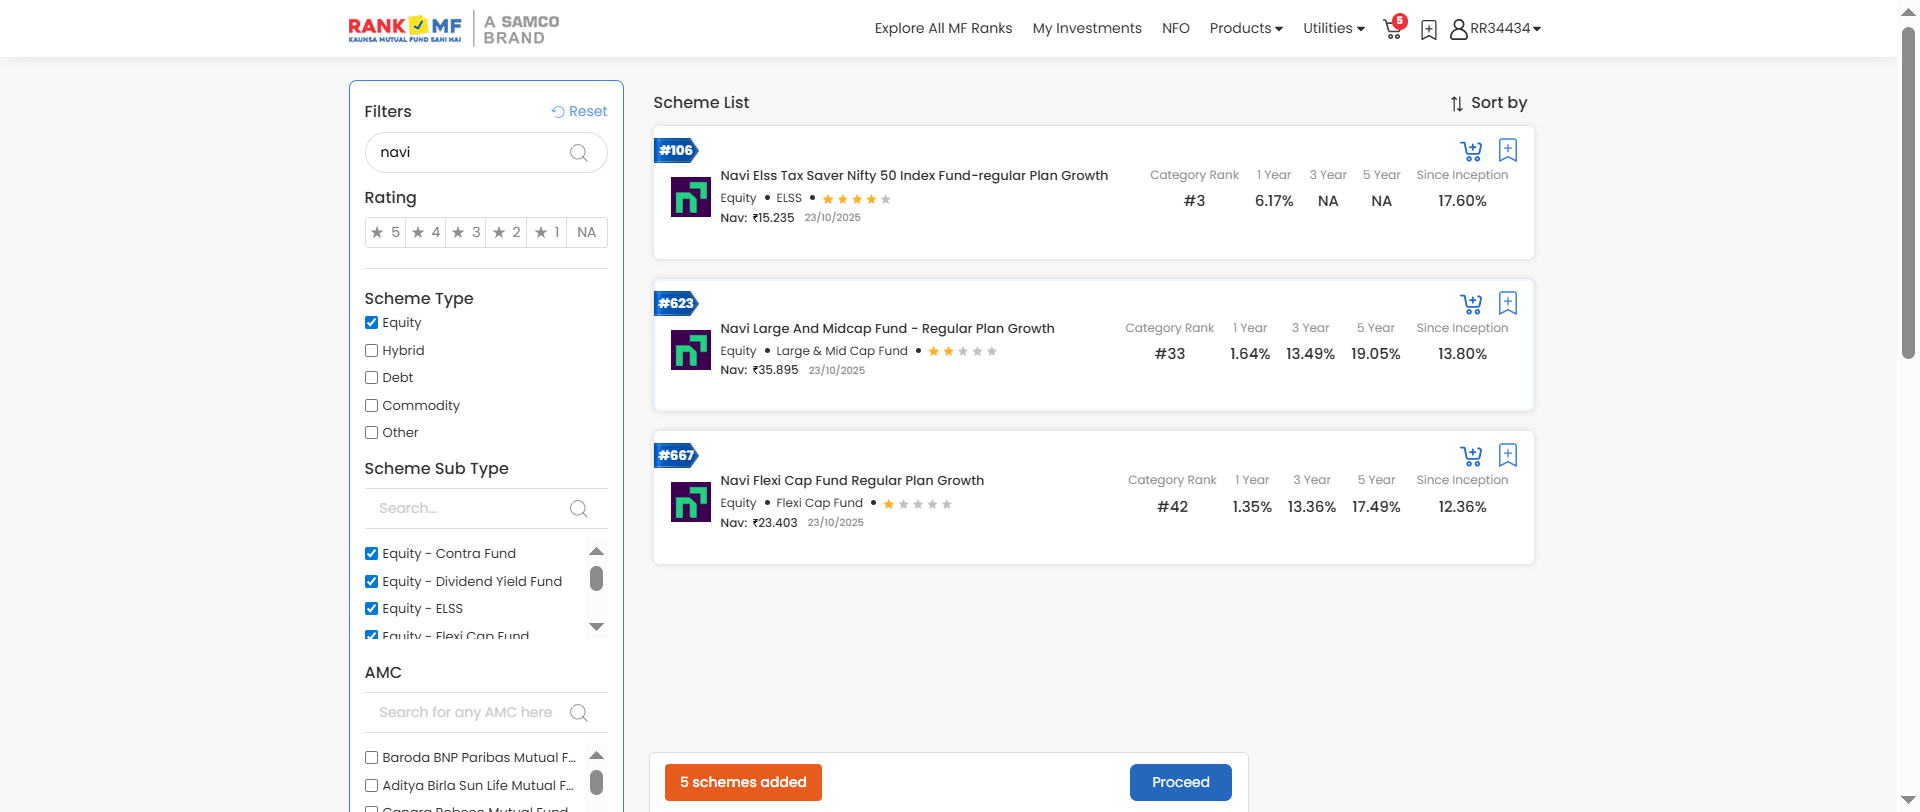 RANK MF
KAUNSA MUTUAL FUND SAHI HAI
A SAMCO
BRAND
Explore All MF Ranks
My Investments
NFO
Products
Utilities
5
RR34434
Filters
Reset
navi
Rating
★ 5
★ 4
★ 3
★ 2
★ 1
NA
Scheme Type
Equity
Hybrid
Debt
Commodity
Other
Scheme Sub Type
Search...
Equity - Contra Fund
Equity - Dividend Yield Fund
Equity - ELSS
Equity - Flexi Cap Fund
AMC
Search for any AMC here
Baroda BNP Paribas Mutual F...
Aditya Birla Sun Life Mutual F...
Canara Robeco Mutual Fund
Scheme List
Sort by
#106
Navi Elss Tax Saver Nifty 50 Index Fund-regular Plan Growth
Equity • ELSS •
Nav: ₹15.235 23/10/2025
Category Rank 1 Year 3 Year 5 Year Since Inception
#3 6.17% NA NA 17.60%
#623
Navi Large And Midcap Fund - Regular Plan Growth
Equity • Large & Mid Cap Fund •
Nav: ₹35.895 23/10/2025
Category Rank 1 Year 3 Year 5 Year Since Inception
#33 1.64% 13.49% 19.05% 13.80%
#667
Navi Flexi Cap Fund Regular Plan Growth
Equity • Flexi Cap Fund •
Nav: ₹23.403 23/10/2025
Category Rank 1 Year 3 Year 5 Year Since Inception
#42 1.35% 13.36% 17.49% 12.36%
5 schemes added
Proceed